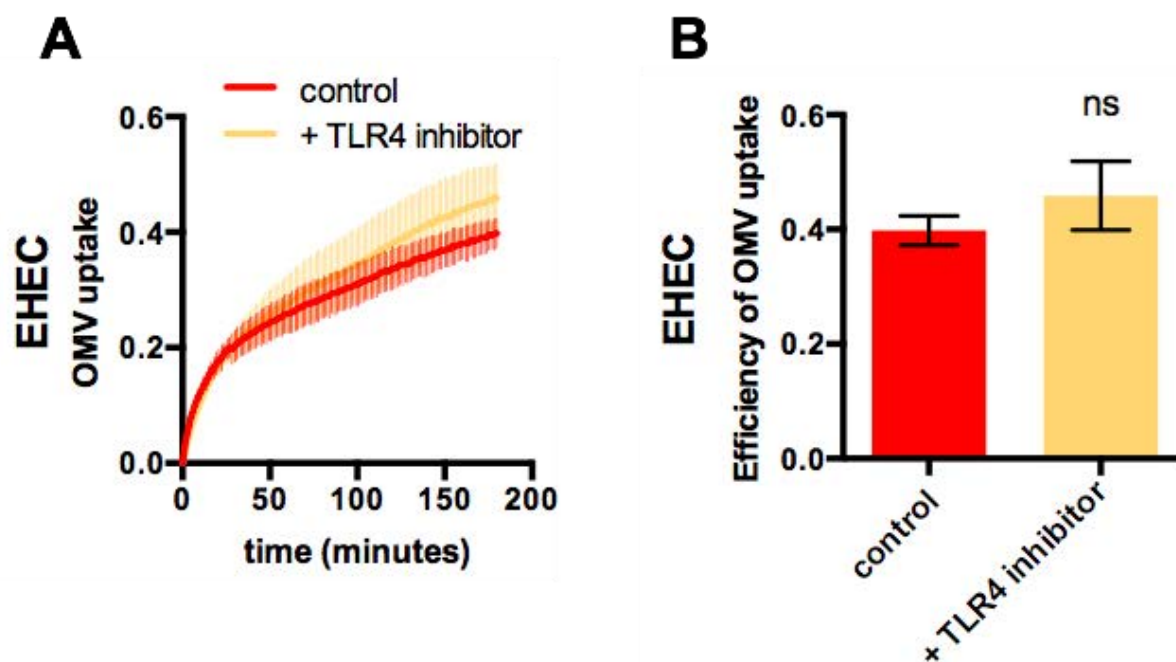 A
control
+ TLR4 inhibitor
EHEC
OMV uptake
0.6
0.4
0.2
0.0
0 50 100 150 200
time (minutes)
B
ns
EHEC
Efficiency of OMV uptake
0.6
0.4
0.2
0.0
control
+ TLR4 inhibitor